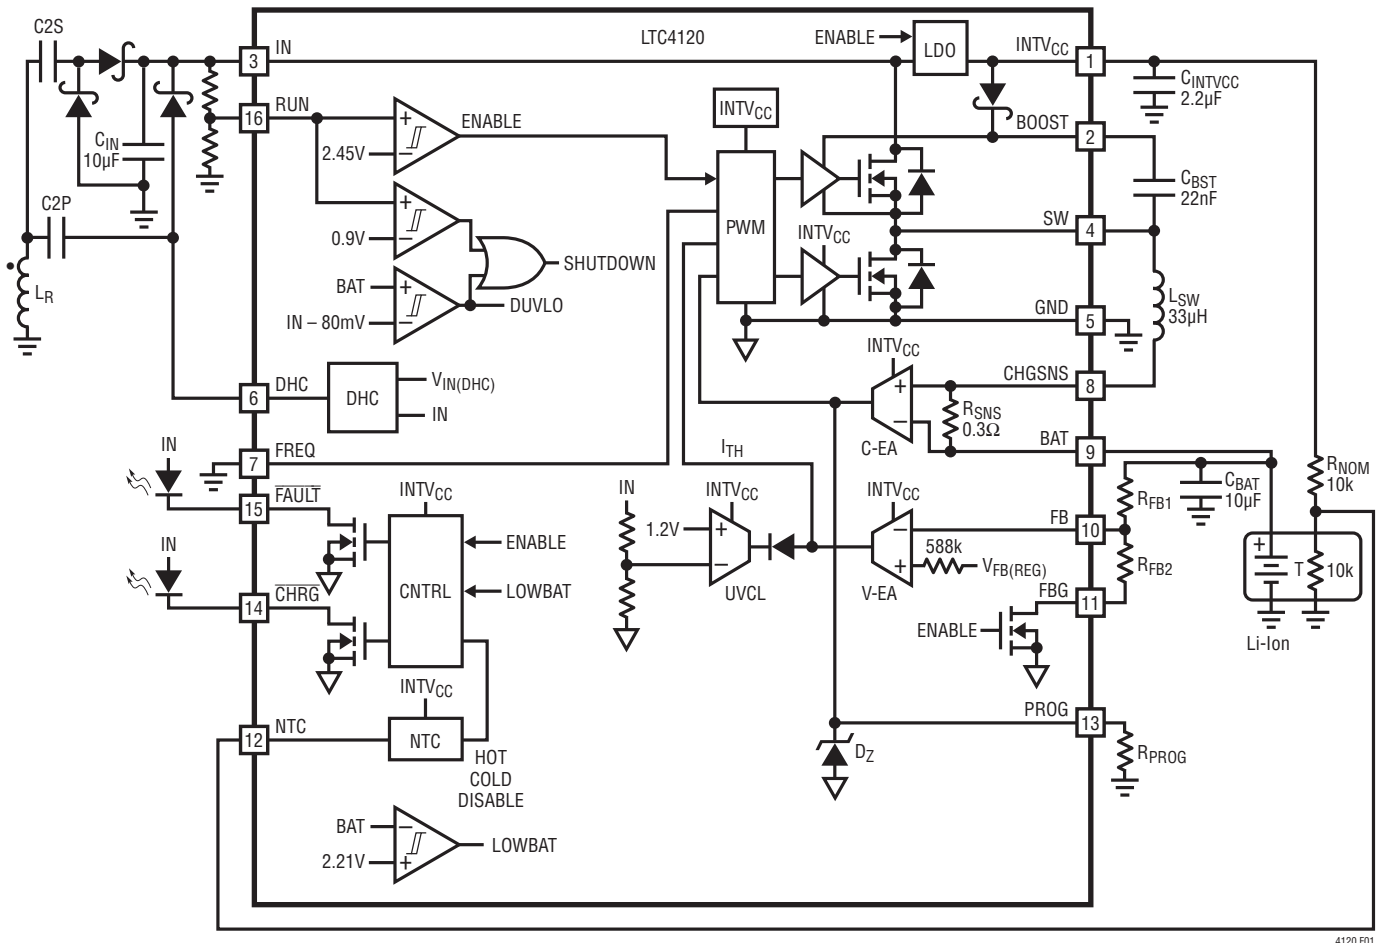 C2S
LTC4120
ENABLE
LDO
INTVCC
1
IN
3
CINTVCC
2.2µF
RUN
16
INTVCC
BOOST
2
+
ENABLE
2.45V
−
CIN
10µF
CBST
22nF
C2P
+
0.9V
−
PWM
SW
4
INTVCC
SHUTDOWN
BAT
+
DUVLO
IN – 80mV
−
LR
LSW
33µH
GND
5
INTVCC
DHC
6
DHC
VIN(DHC)
IN
CHGSNS
8
+
−
C-EA
RSNS
0.3Ω
BAT
9
IN
FREQ
7
ITH
RNOM
10k
FAULT
15
INTVCC
IN
INTVCC
INTVCC
RFB1
CBAT
10µF
1.2V
+
−
UVCL
−
+
V-EA
FB
10
588k
VFB(REG)
RFB2
IN
ENABLE
CNTRL
LOWBAT
+
T
10k
Li-Ion
CHRG
14
FBG
11
ENABLE
INTVCC
NTC
12
NTC
HOT
COLD
DISABLE
PROG
13
DZ
RPROG
BAT
−
2.21V
+
LOWBAT
4120 F01